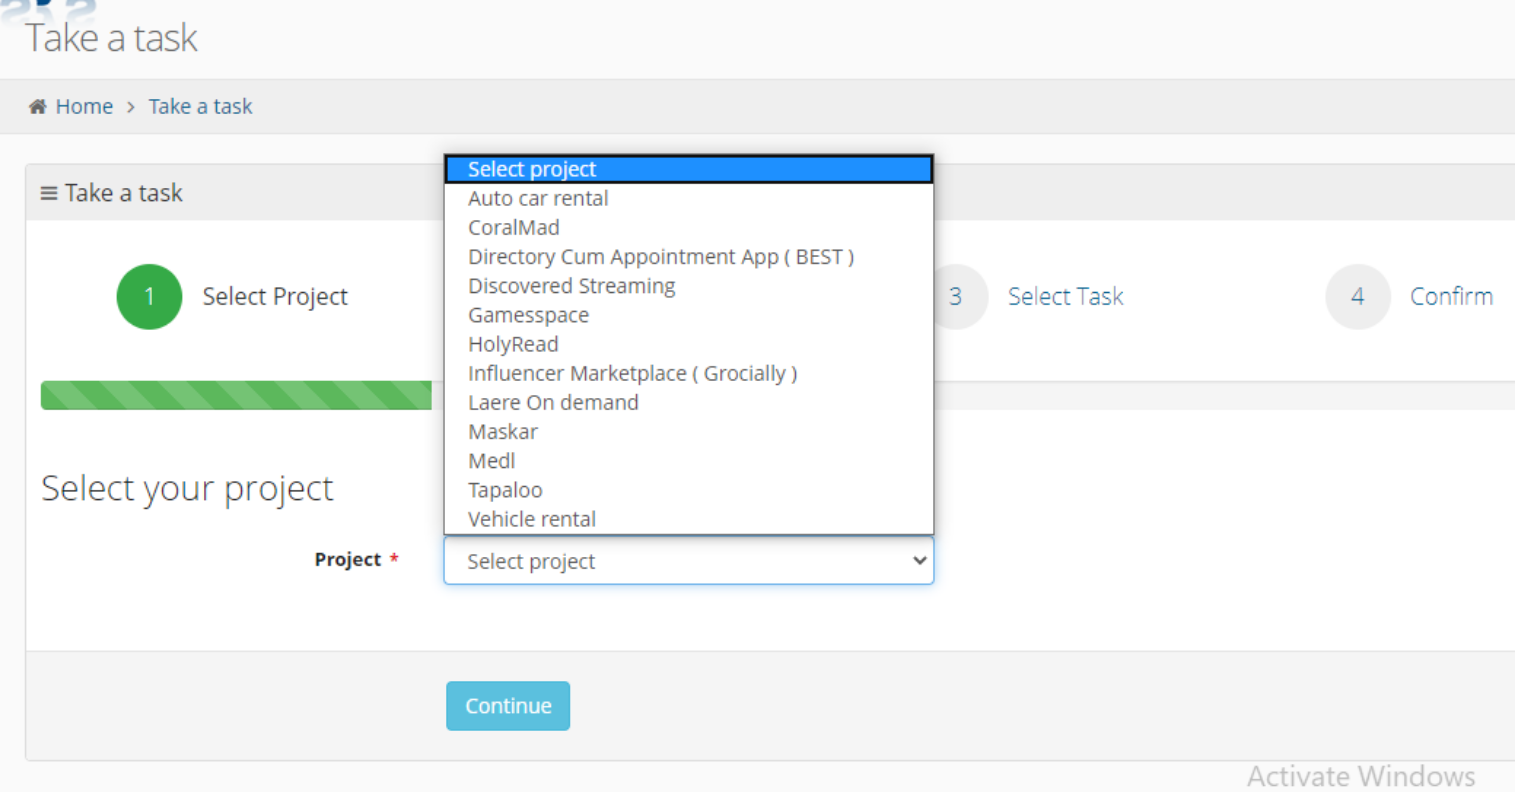 Take a task
Home > Take a task
Take a task
1 Select Project
3 Select Task
4 Confirm
Select project
Auto car rental
CoralMad
Directory Cum Appointment App ( BEST )
Discovered Streaming
Gamesspace
HolyRead
Influencer Marketplace ( Grocially )
Laere On demand
Maskar
Medl
Tapaloo
Vehicle rental
Select your project
Project * Select project
Continue
Activate Windows